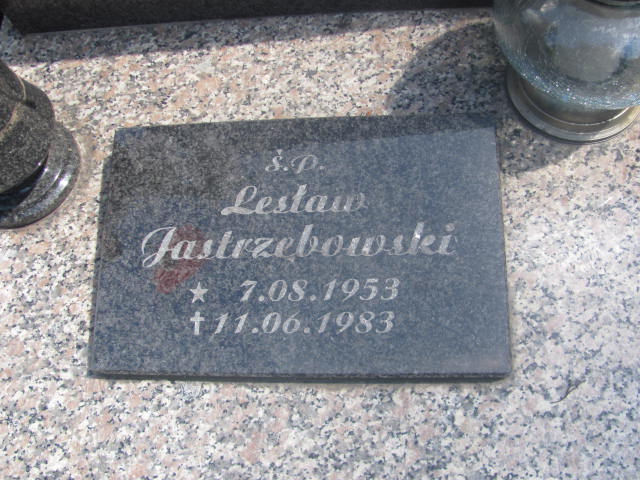 Ś.P.
Lesław
Jastrzębowski
★ 7.08.1953
✝ 11.06.1983